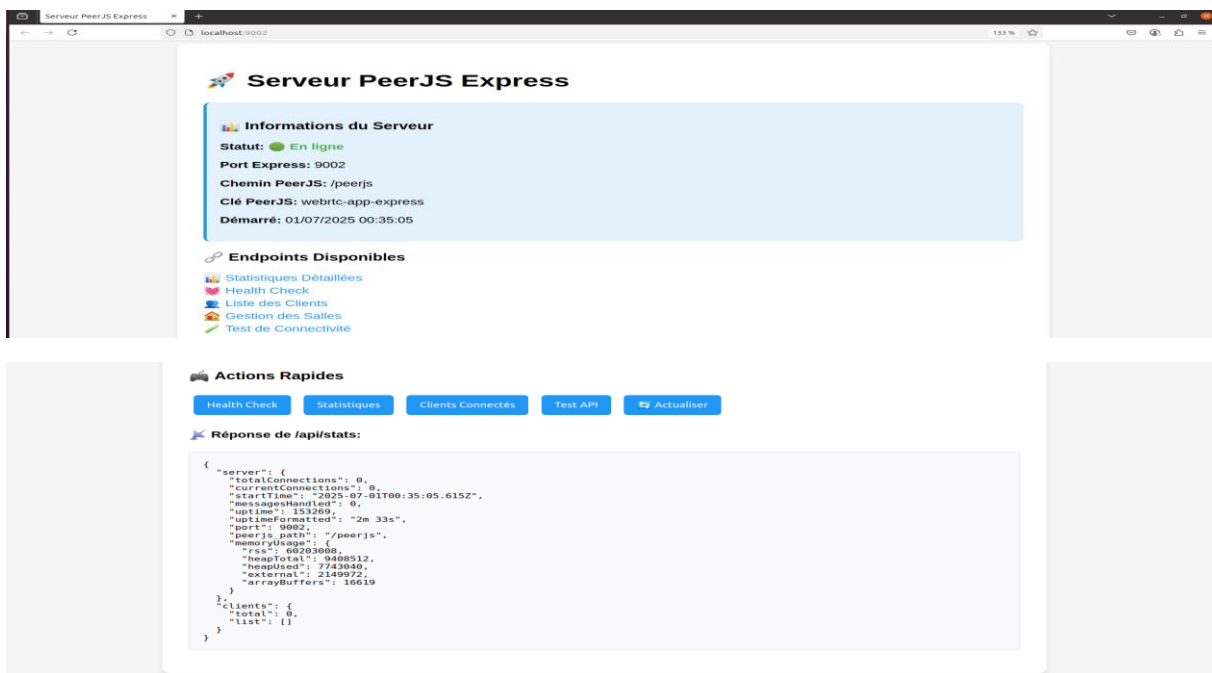 Serveur PeerJS Express
localhost:9002
133 %
🚀 Serveur PeerJS Express
📊 Informations du Serveur
Statut: 🟢 En ligne
Port Express: 9002
Chemin PeerJS: /peerjs
Clé PeerJS: webrtc-app-express
Démarré: 01/07/2025 00:35:05
🔗 Endpoints Disponibles
📊 Statistiques Détaillées
💓 Health Check
👥 Liste des Clients
🏠 Gestion des Salles
🧪 Test de Connectivité
🎮 Actions Rapides
Health Check Statistiques Clients Connectés Test API 🔄 Actualiser
📡 Réponse de /api/stats:
{
"server": {
"totalConnections": 0,
"currentConnections": 0,
"startTime": "2025-07-01T00:35:05.615Z",
"messagesHandled": 0,
"uptime": 153269,
"uptimeFormatted": "2m 33s",
"port": 9002,
"peerjs_path": "/peerjs",
"memoryUsage": {
"rss": 60203008,
"heapTotal": 9408512,
"heapUsed": 7743040,
"external": 2149972,
"arrayBuffers": 16619
}
},
"clients": {
"total": 0,
"list": []
}
}